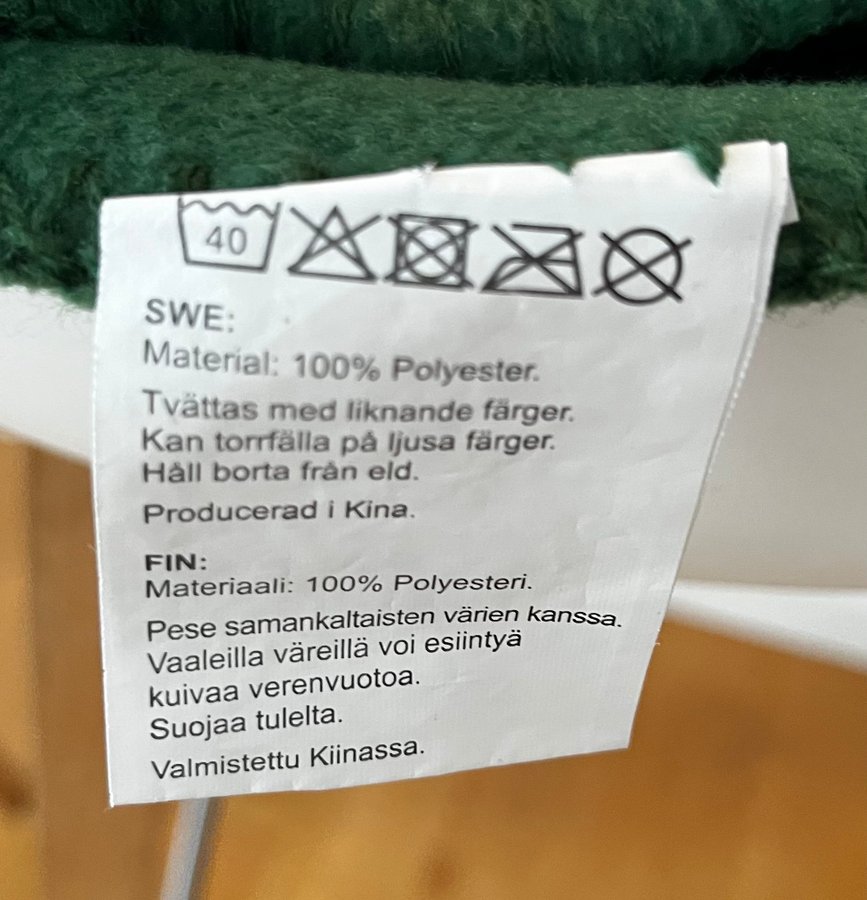 40
SWE:
Material: 100% Polyester.
Tvättas med liknande färger.
Kan torrfälla på ljusa färger.
Håll borta från eld.
Producerad i Kina.
FIN:
Materiaali: 100% Polyesteri.
Pese samankaltaisten värien kanssa.
Vaaleilla väreillä voi esiintyä
kuivaa verenvuotoa.
Suojaa tulelta.
Valmistettu Kiinassa.